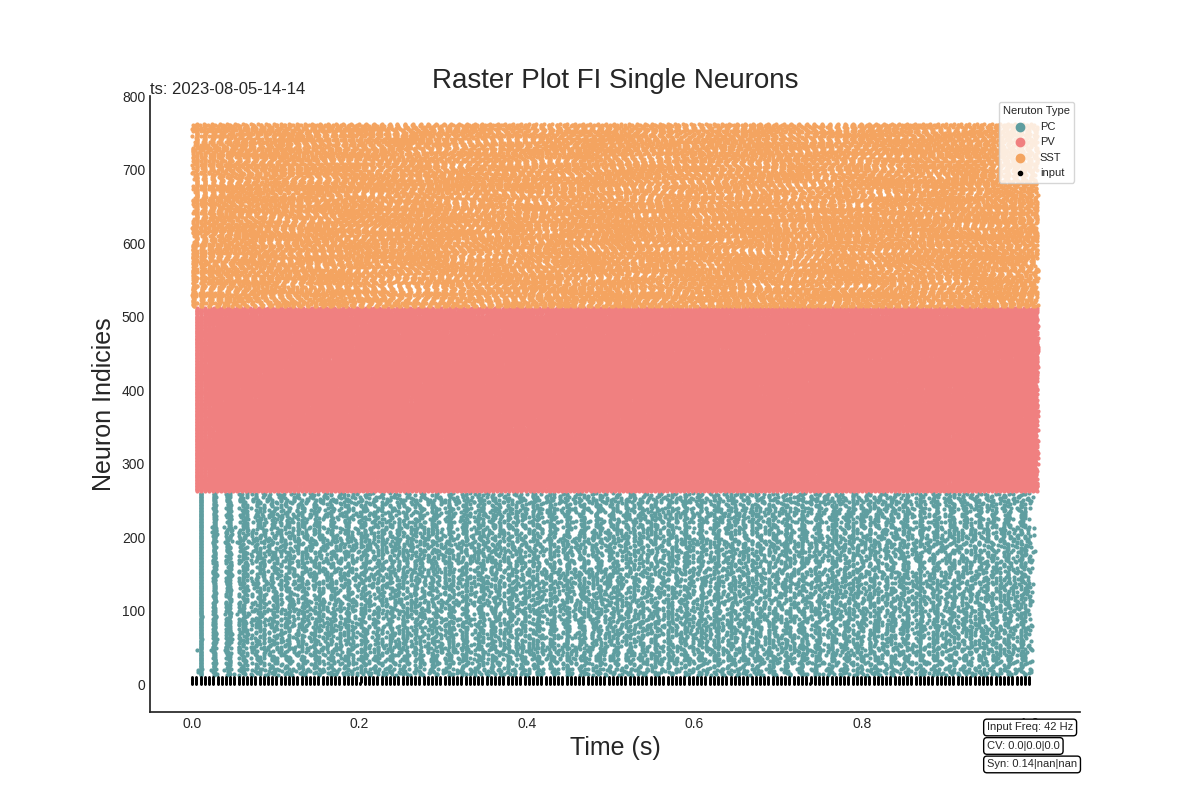 Raster Plot FI Single Neurons
ts: 2023-08-05-14-14
Neruton Type
PC
PV
SST
input
Neuron Indicies
800
700
600
500
400
300
200
100
0
0.0 0.2 0.4 0.6 0.8
Time (s)
Input Freq: 42 Hz
CV: 0.0|0.0|0.0
Syn: 0.14|nan|nan